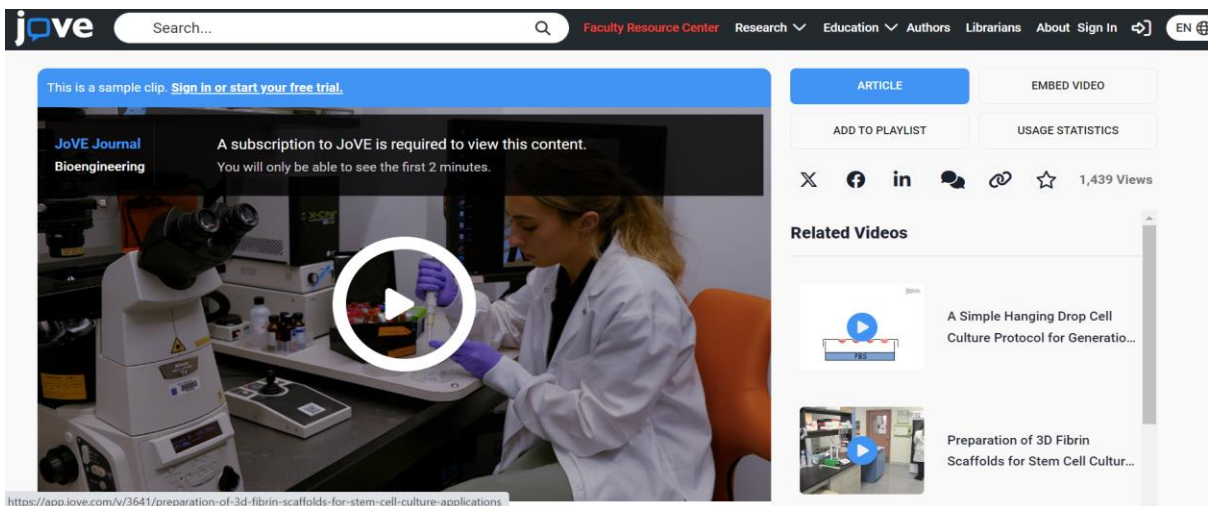 jove
Search...
Faculty Resource Center
Research
Education
Authors
Librarians
About
Sign In
EN
This is a sample clip. Sign in or start your free trial.
JoVE Journal
Bioengineering
A subscription to JoVE is required to view this content.
You will only be able to see the first 2 minutes.
ARTICLE
EMBED VIDEO
ADD TO PLAYLIST
USAGE STATISTICS
1,439 Views
Related Videos
A Simple Hanging Drop Cell
Culture Protocol for Generatio...
PBS
Preparation of 3D Fibrin
Scaffolds for Stem Cell Cultur...
https://app.jove.com/v/3641/preparation-of-3d-fibrin-scaffolds-for-stem-cell-culture-applications